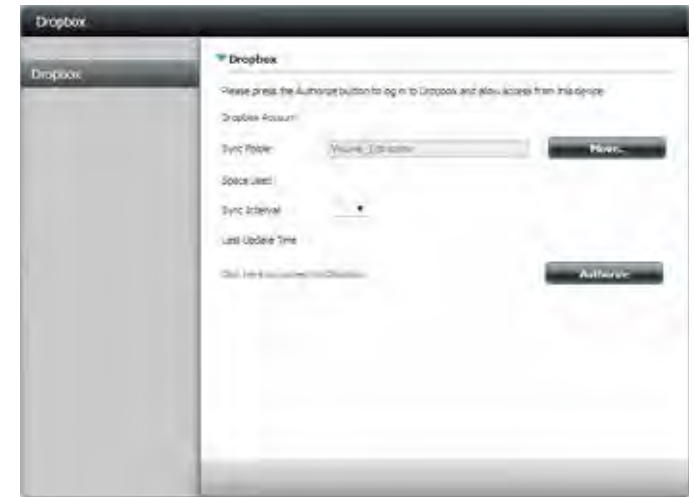 Dropbox
Dropbox
Dropbox
Please press the Authorize button to log in to Dropbox and allow access from this device
Dropbox Account
Sync Folder Move..
Space Used
Sync Interval
Last Update Time
Authorize